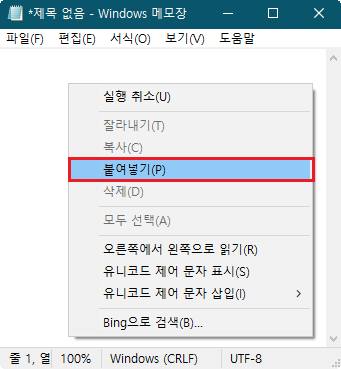 *제목 없음 - Windows 메모장
파일(F) 편집(E) 서식(O) 보기(V) 도움말
실행 취소(U)
잘라내기(T)
복사(C)
붙여넣기(P)
삭제(D)
모두 선택(A)
오른쪽에서 왼쪽으로 읽기(R)
유니코드 제어 문자 표시(S)
유니코드 제어 문자 삽입(I)
Bing으로 검색(B)...
줄 1, 열 100% Windows (CRLF) UTF-8